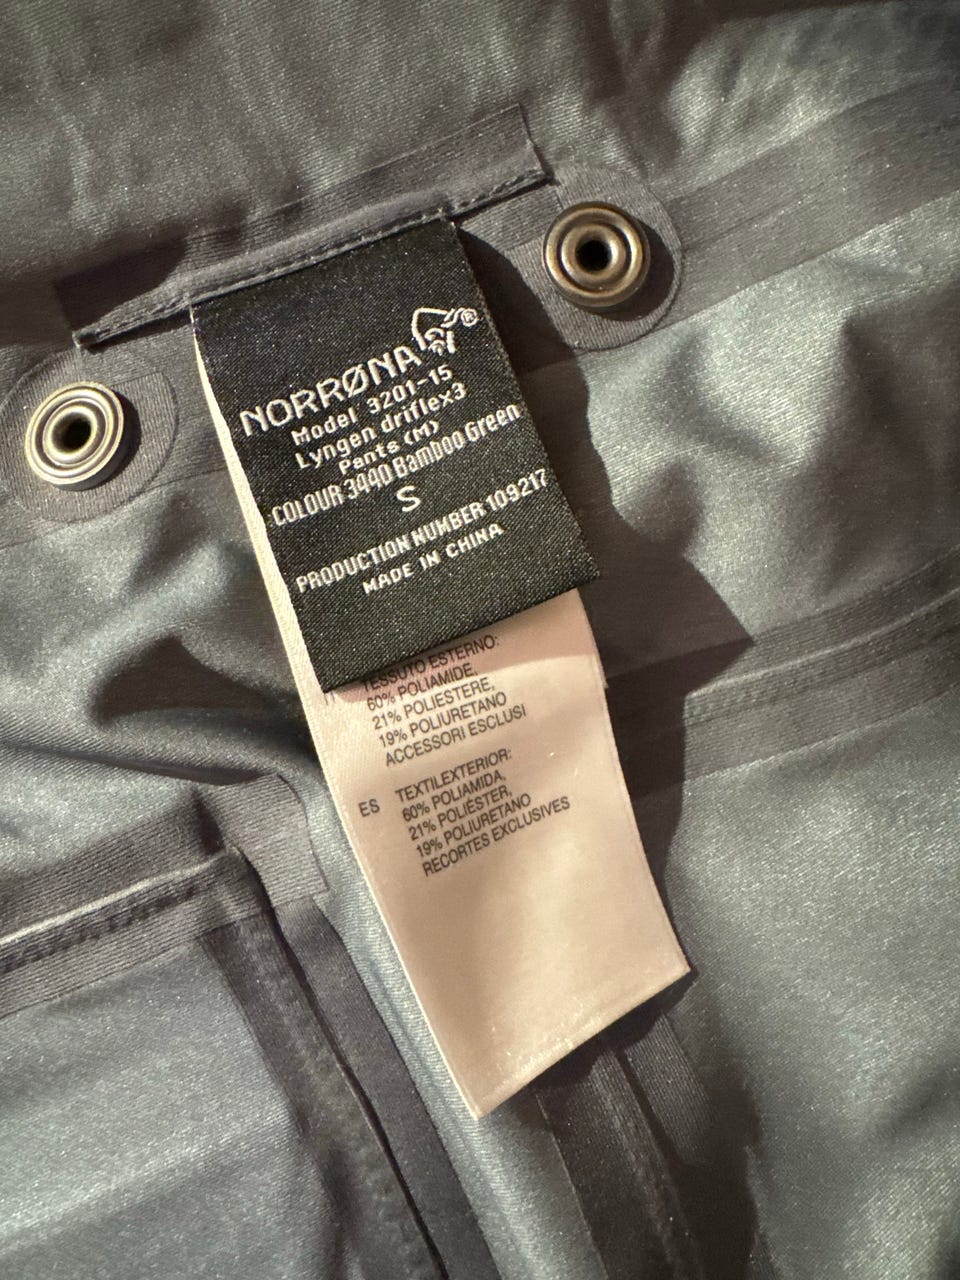 NORRØNA®
Model 3201-15
Lyngen driflex3
Pants (M)
COLOUR 3440 Bamboo Green
S
PRODUCTION NUMBER 109217
MADE IN CHINA
TESSUTO ESTERNO:
60% POLIAMIDE,
21% POLIESTERE,
19% POLIURETANO
ACCESSORI ESCLUSI
ES TEXTILEXTERIOR:
60% POLIAMIDA,
21% POLIÉSTER,
19% POLIURETANO
RECORTES EXCLUSIVES